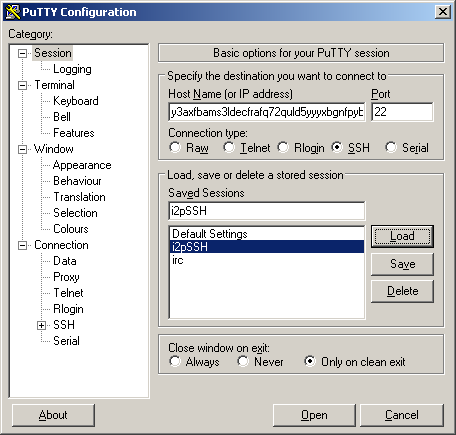 PuTTY Configuration
Category:
Session
Logging
Terminal
Keyboard
Bell
Features
Window
Appearance
Behaviour
Translation
Selection
Colours
Connection
Data
Proxy
Telnet
Rlogin
SSH
Serial
Basic options for your PuTTY session
Specify the destination you want to connect to
Host Name (or IP address) Port
y3axfbams3ldecfrafq72quld5yyyxbgnfpyb 22
Connection type:
Raw Telnet Rlogin SSH Serial
Load, save or delete a stored session
Saved Sessions
i2pSSH
Default Settings
i2pSSH
irc
Load
Save
Delete
Close window on exit:
Always Never Only on clean exit
About Open Cancel